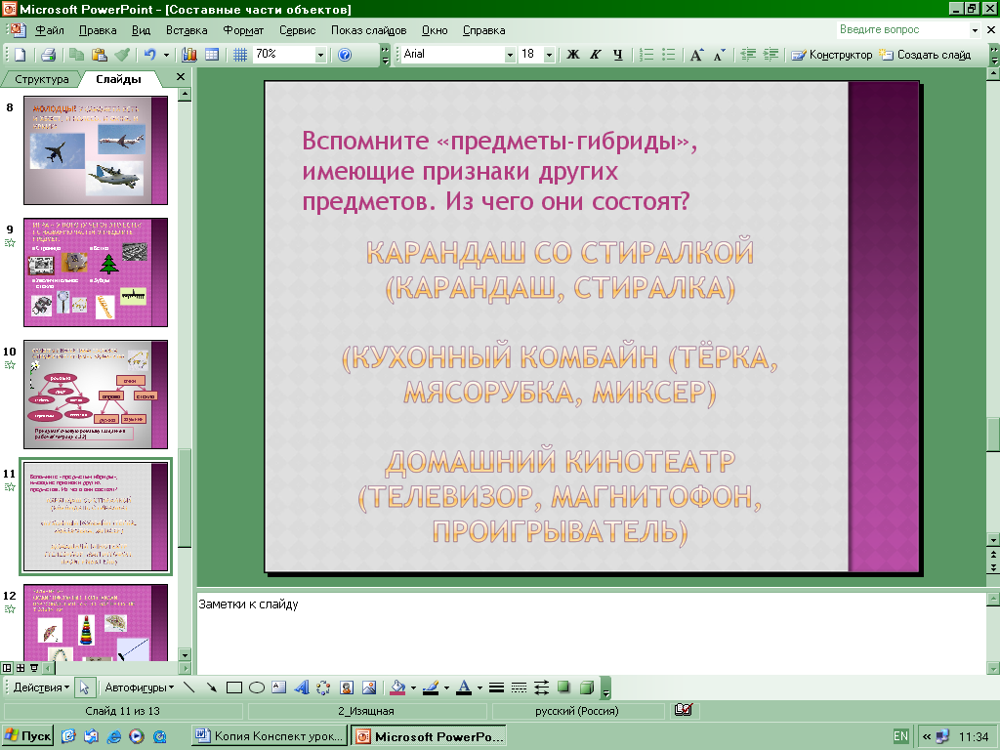 Microsoft PowerPoint - [Составные части объектов]
Файл Правка Вид Вставка Формат Сервис Показ слайдов Окно Справка
Введите вопрос
70% Arial 18 Ж К Ч Конструктор Создать слайд
Структура Слайды
8
9
10
11
12
Вспомните «предметы-гибриды»,
имеющие признаки других
предметов. Из чего они состоят?
КАРАНДАШ СО СТИРАЛКОЙ
(КАРАНДАШ, СТИРАЛКА)
(КУХОННЫЙ КОМБАЙН (ТЁРКА,
МЯСОРУБКА, МИКСЕР)
ДОМАШНИЙ КИНОТЕАТР
(ТЕЛЕВИЗОР, МАГНИТОФОН,
ПРОИГРЫВАТЕЛЬ)
Заметки к слайду
Действия Автофигуры
Слайд 11 из 13 2_Изящная русский (Россия)
Пуск Копия Конспект урок... Microsoft PowerPo... EN 11:34